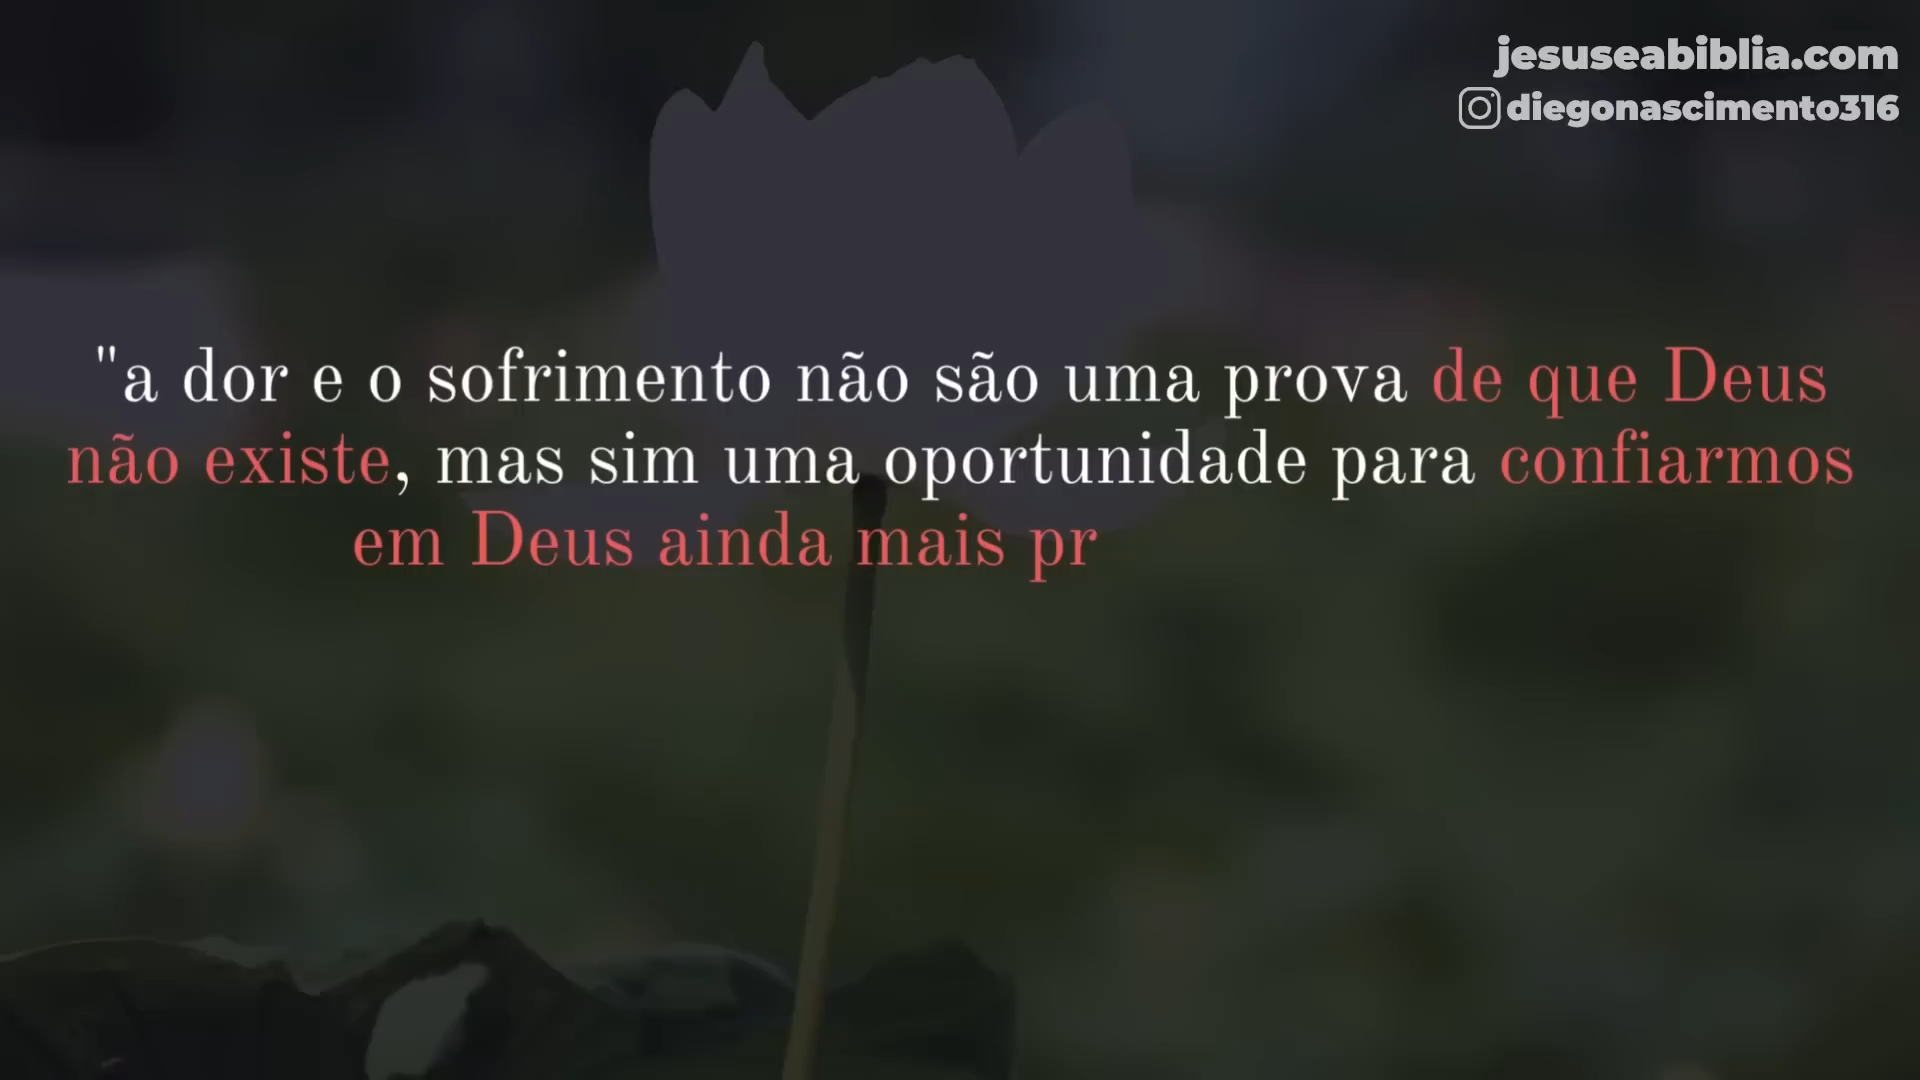 jesuseabiblia.com
diegonascimento316
"a dor e o sofrimento não são uma prova de que Deus
não existe, mas sim uma oportunidade para confiarmos
em Deus ainda mais pr